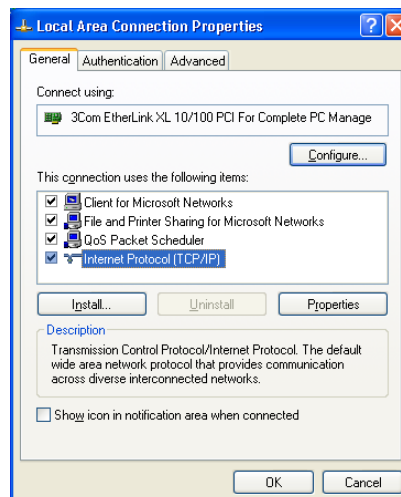 Local Area Connection Properties
General Authentication Advanced
Connect using:
3Com EtherLink XL 10/100 PCI For Complete PC Manage
Configure...
This connection uses the following items:
Client for Microsoft Networks
File and Printer Sharing for Microsoft Networks
QoS Packet Scheduler
Internet Protocol (TCP/IP)
Install... Uninstall Properties
Description
Transmission Control Protocol/Internet Protocol. The default
wide area network protocol that provides communication
across diverse interconnected networks.
Show icon in notification area when connected
OK Cancel